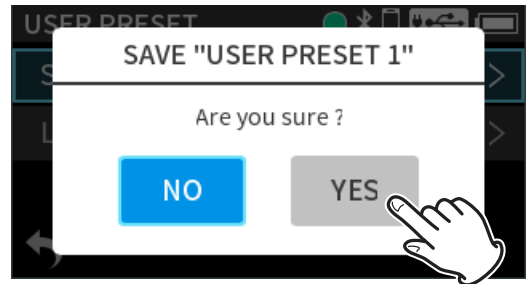 USER PRESET
SAVE "USER PRESET 1"
S
>
Are you sure ?
L
>
NO
YES